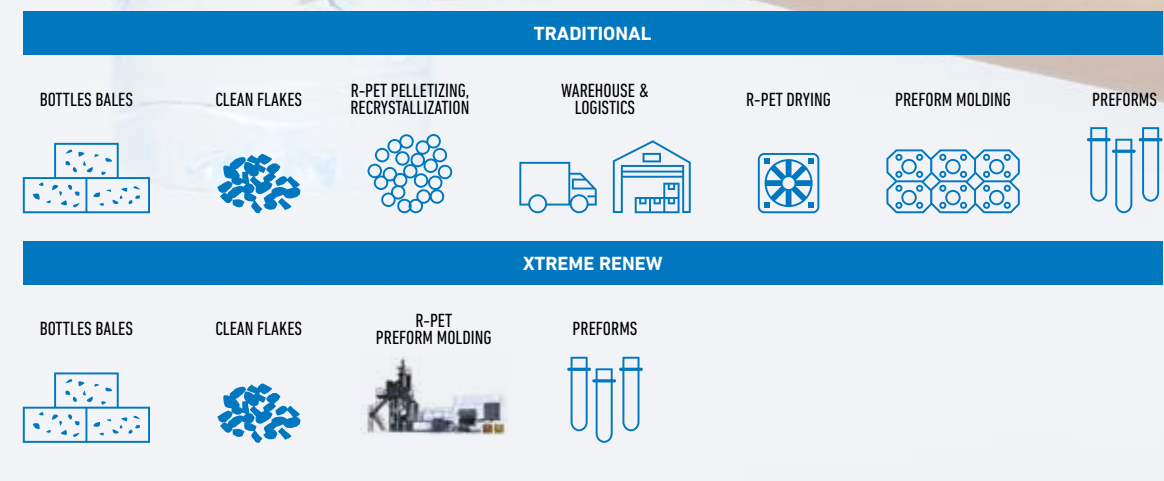 TRADITIONAL
BOTTLES BALES
CLEAN FLAKES
R-PET PELLETIZING,
RECRYSTALLIZATION
WAREHOUSE &
LOGISTICS
R-PET DRYING
PREFORM MOLDING
PREFORMS
XTREME RENEW
BOTTLES BALES
CLEAN FLAKES
R-PET
PREFORM MOLDING
PREFORMS